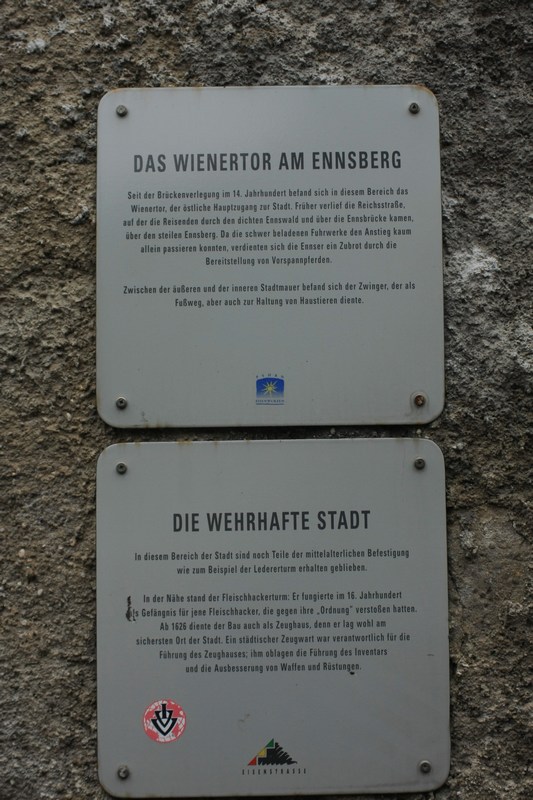 DAS WIENERTOR AM ENNSBERG
Seit der Brückenverlegung im 14. Jahrhundert befand sich in diesem Bereich das
Wienertor, der östliche Hauptzugang zur Stadt. Früher verlief die Reichsstraße,
auf der die Reisenden durch den dichten Ennswald und über die Ennsbrücke kamen,
über den steilen Ennsberg. Da die schwer beladenen Fuhrwerke den Anstieg kaum
allein passieren konnten, verdienten sich die Ennser ein Zubrot durch die
Bereitstellung von Vorspannpferden.
Zwischen der äußeren und der inneren Stadtmauer befand sich der Zwinger, der als
Fußweg, aber auch zur Haltung von Haustieren diente.
DIE WEHRHAFTE STADT
In diesem Bereich der Stadt sind noch Teile der mittelalterlichen Befestigung
wie zum Beispiel der Ledererturm erhalten geblieben.
In der Nähe stand der Fleischhackerturm: Er fungierte im 16. Jahrhundert
als Gefängnis für jene Fleischhacker, die gegen ihre „Ordnung" verstoßen hatten.
Ab 1626 diente der Bau auch als Zeughaus, denn er lag wohl am
sichersten Ort der Stadt. Ein städtischer Zeugwart war verantwortlich für die
Führung des Zeughauses; ihm oblagen die Führung des Inventars
und die Ausbesserung von Waffen und Rüstungen.
EISENSTRASSE